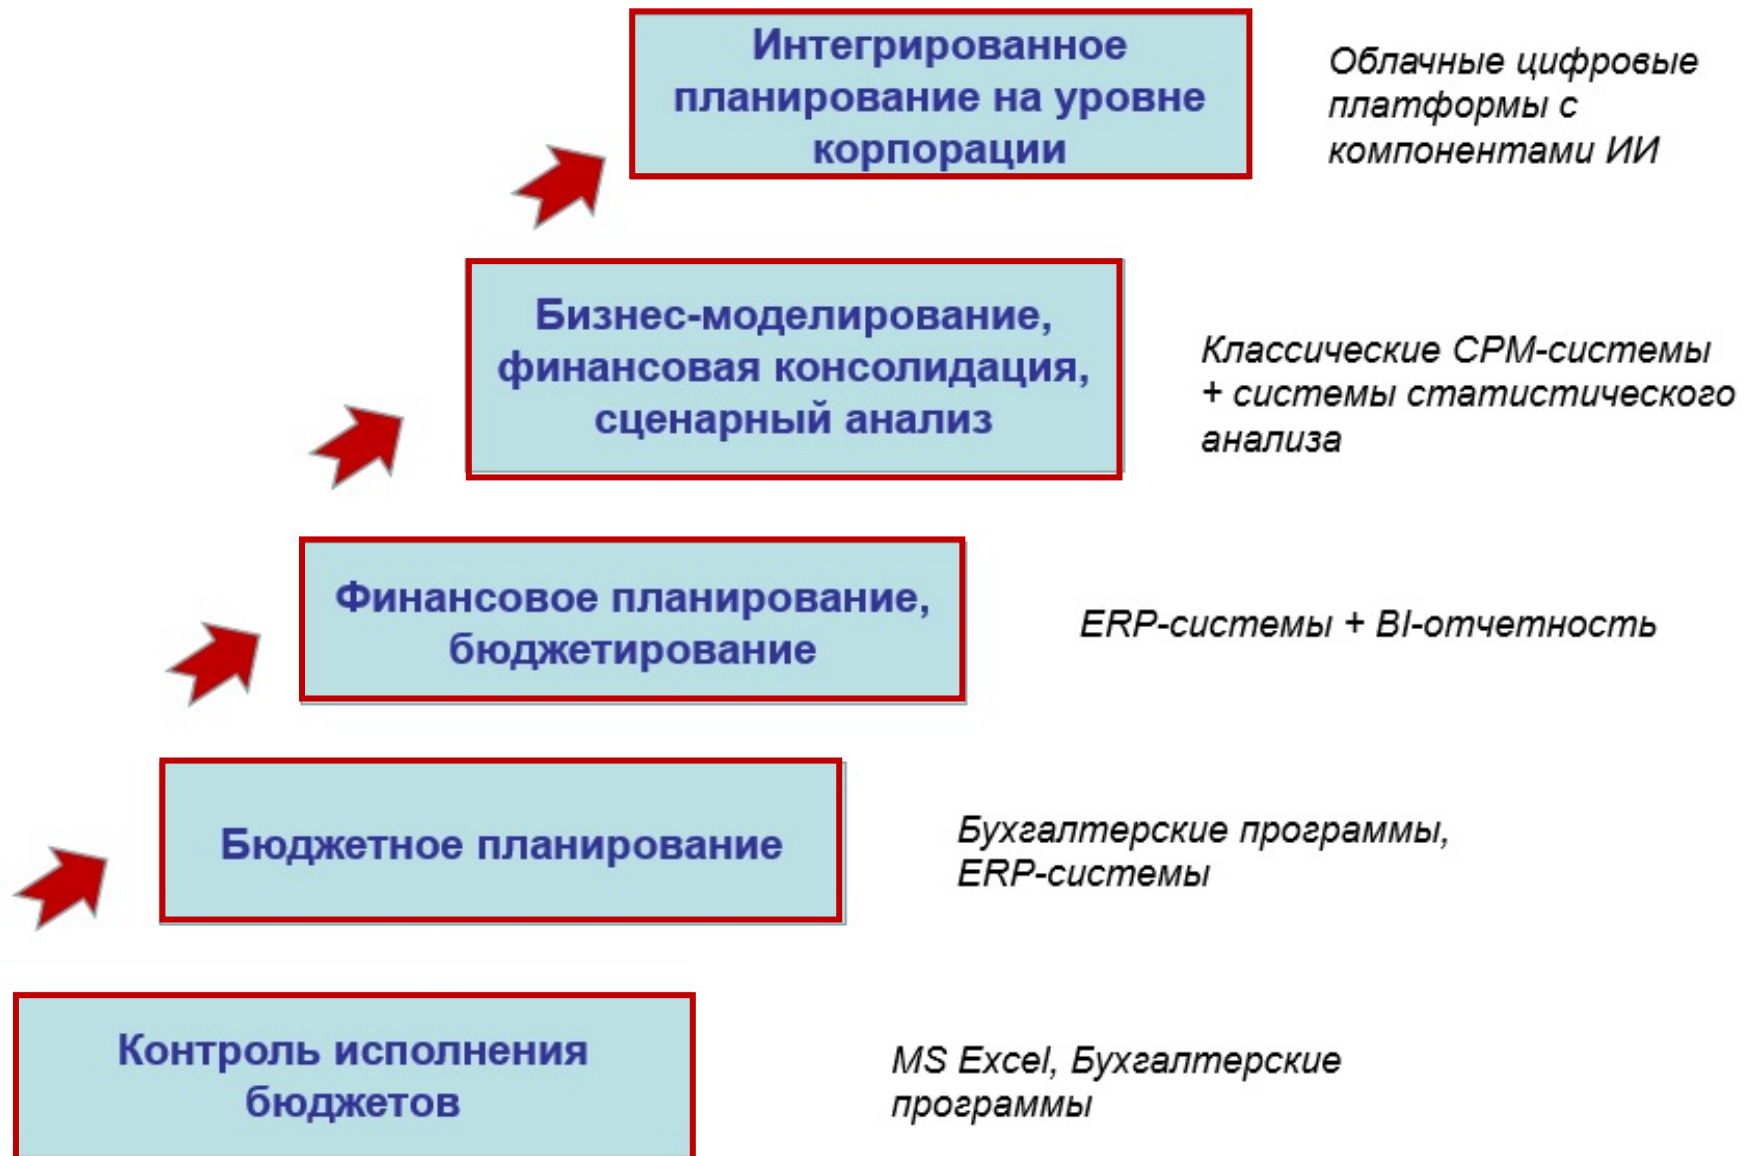 Интегрированное
планирование на уровне
корпорации
Облачные цифровые
платформы с
компонентами ИИ
Бизнес-моделирование,
финансовая консолидация,
сценарный анализ
Классические CPM-системы
+ системы статистического
анализа
Финансовое планирование,
бюджетирование
ERP-системы + BI-отчетность
Бюджетное планирование
Бухгалтерские программы,
ERP-системы
Контроль исполнения
бюджетов
MS Excel, Бухгалтерские
программы